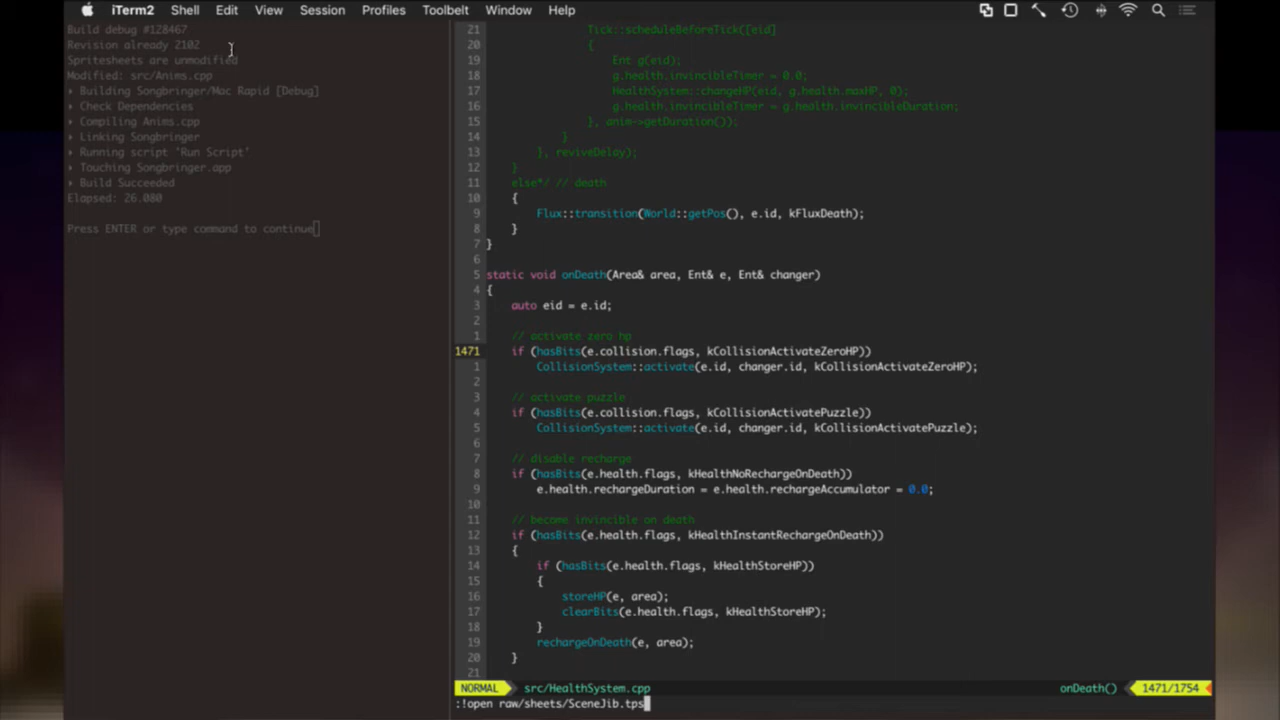 iTerm2 Shell Edit View Session Profiles Toolbelt Window Help
Build debug #128467
Revision already 2102
Spritesheets are unmodified
Modified: src/Anims.cpp
Building Songbringer/Mac Rapid [Debug]
Check Dependencies
Compiling Anims.cpp
Linking Songbringer
Running script 'Run Script'
Touching Songbringer.app
Build Succeeded
Elapsed: 26.080
Press ENTER or type command to continue
21 Tick::scheduleBeforeTick([eid]
20 {
19 Ent g(eid);
18 g.health.invincibleTimer = 0.0;
17 HealthSystem::changeHP(eid, g.health.maxHP, 0);
16 g.health.invincibleTimer = g.health.invincibleDuration;
15 }, anim->getDuration());
14 }
13 }, reviveDelay);
12 }
11 else*/ // death
10 {
9 Flux::transition(World::getPos(), e.id, kFluxDeath);
8 }
7 }
6
5 static void onDeath(Area& area, Ent& e, Ent& changer)
4 {
3 auto eid = e.id;
2
1 // activate zero hp
1471 if (hasBits(e.collision.flags, kCollisionActivateZeroHP))
1 CollisionSystem::activate(e.id, changer.id, kCollisionActivateZeroHP);
2
3 // activate puzzle
4 if (hasBits(e.collision.flags, kCollisionActivatePuzzle))
5 CollisionSystem::activate(e.id, changer.id, kCollisionActivatePuzzle);
6
7 // disable recharge
8 if (hasBits(e.health.flags, kHealthNoRechargeOnDeath))
9 e.health.rechargeDuration = e.health.rechargeAccumulator = 0.0;
10
11 // become invincible on death
12 if (hasBits(e.health.flags, kHealthInstantRechargeOnDeath))
13 {
14 if (hasBits(e.health.flags, kHealthStoreHP))
15 {
16 storeHP(e, area);
17 clearBits(e.health.flags, kHealthStoreHP);
18 }
19 rechargeOnDeath(e, area);
20 }
21
NORMAL src/HealthSystem.cpp onDeath() 1471/1754
:!open raw/sheets/SceneJib.tps